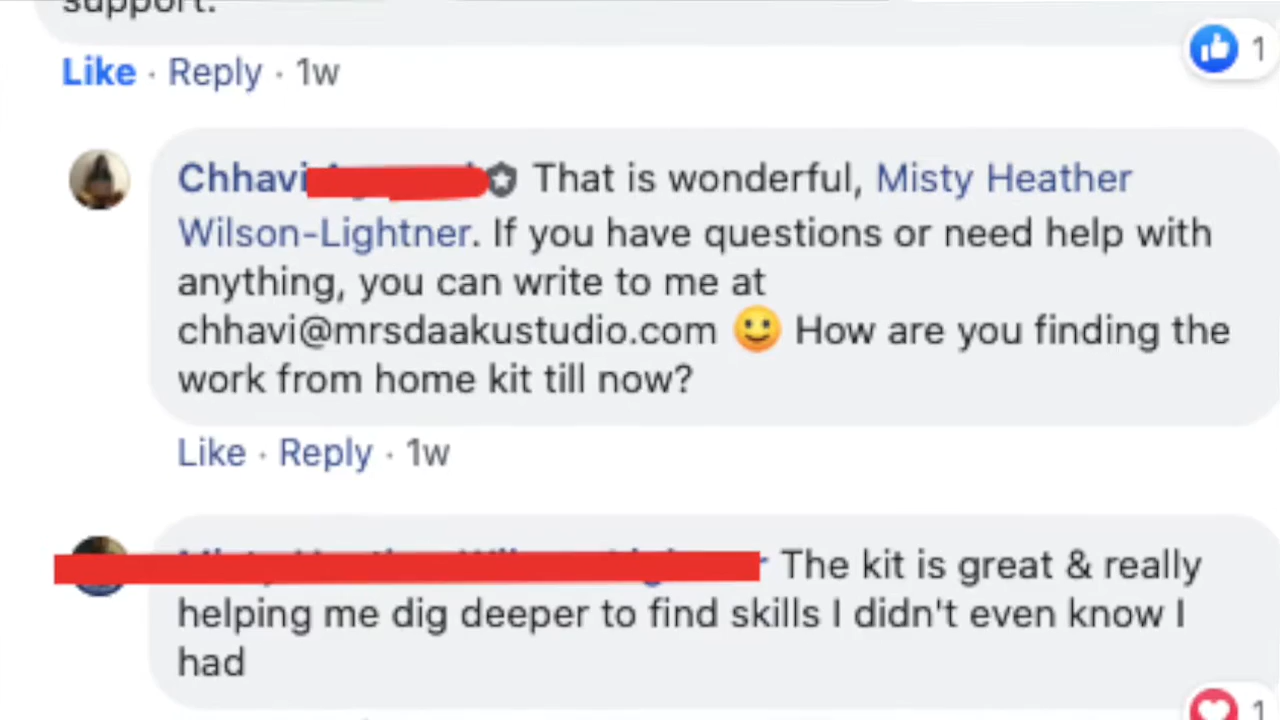 support.
Like · Reply · 1w
1
Chhavi That is wonderful, Misty Heather
Wilson-Lightner. If you have questions or need help with
anything, you can write to me at
chhavi@mrsdaakustudio.com 🙂 How are you finding the
work from home kit till now?
Like · Reply · 1w
The kit is great & really
helping me dig deeper to find skills I didn't even know I
had
1